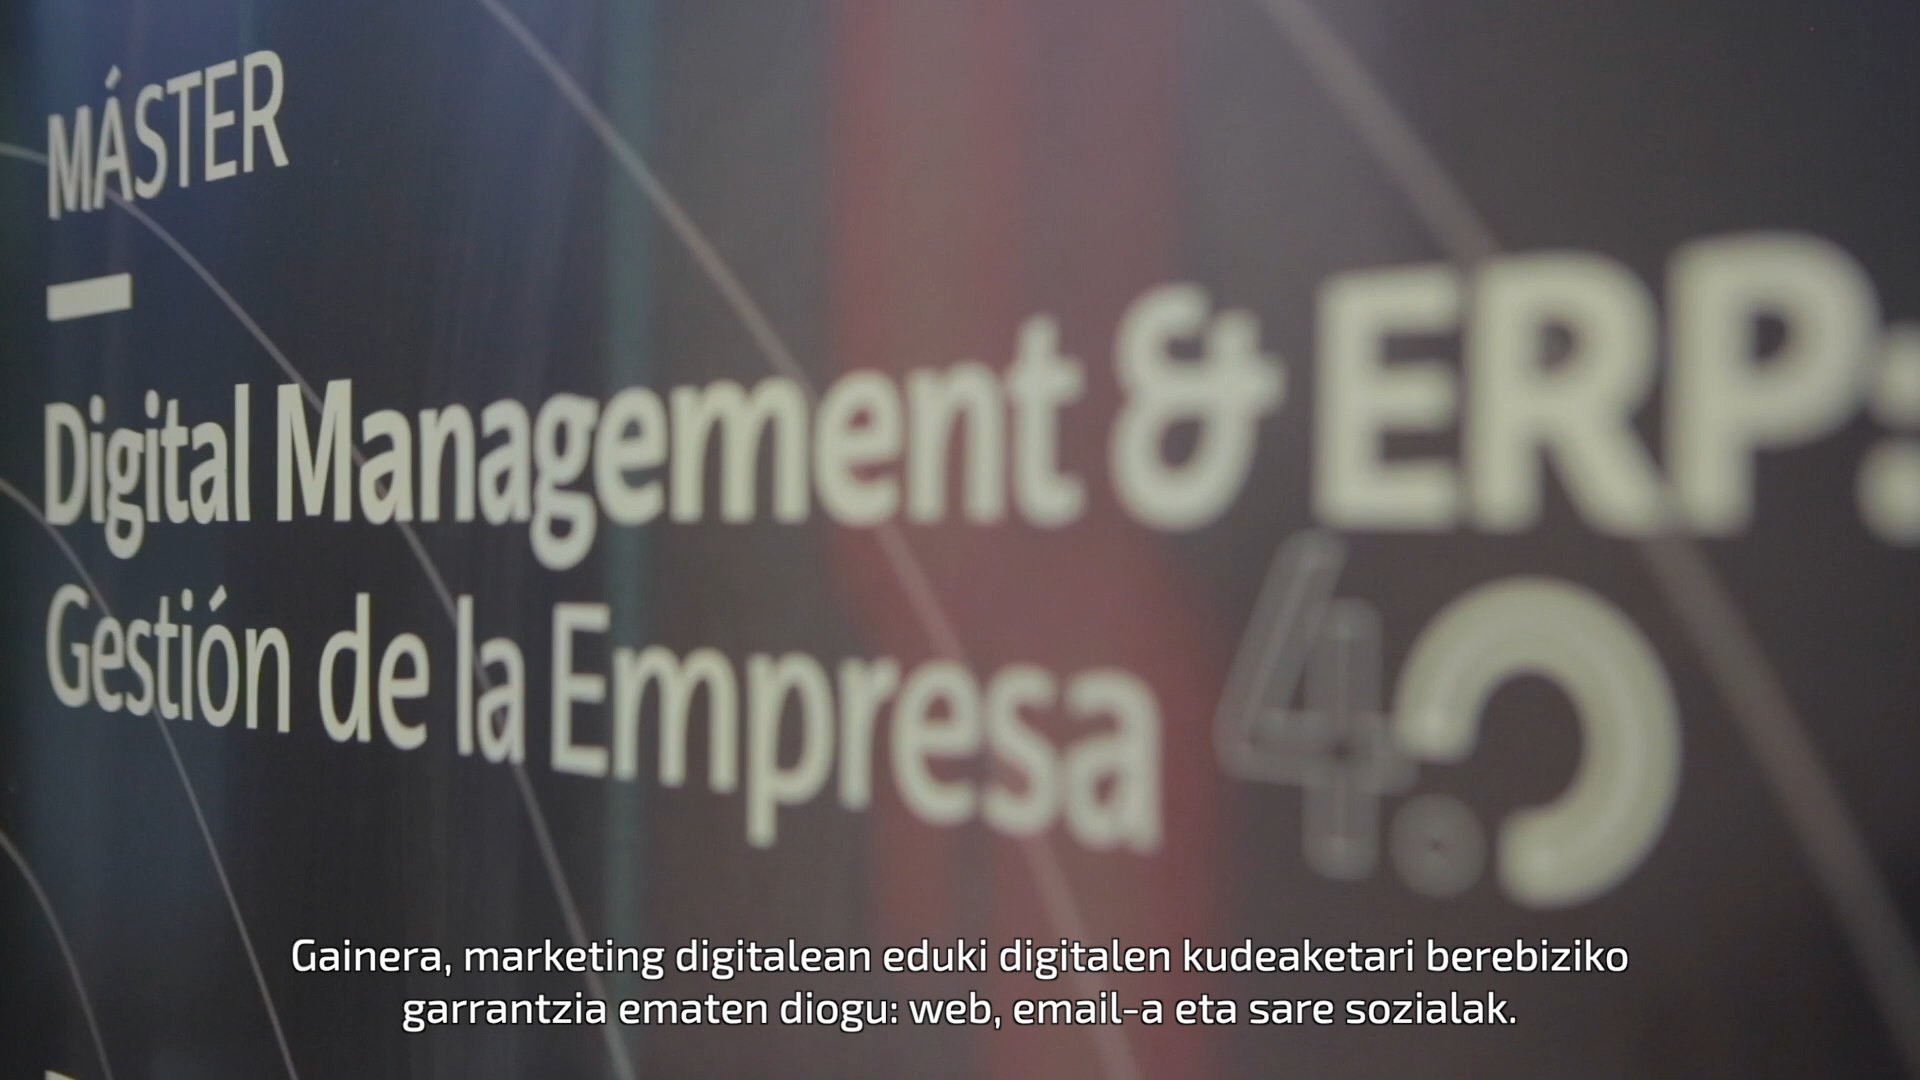 MÁSTER
Digital Management & ERP:
Gestión de la Empresa 4.0
Gainera, marketing digitalean eduki digitalen kudeaketari berebiziko
garrantzia ematen diogu: web, email-a eta sare sozialak.